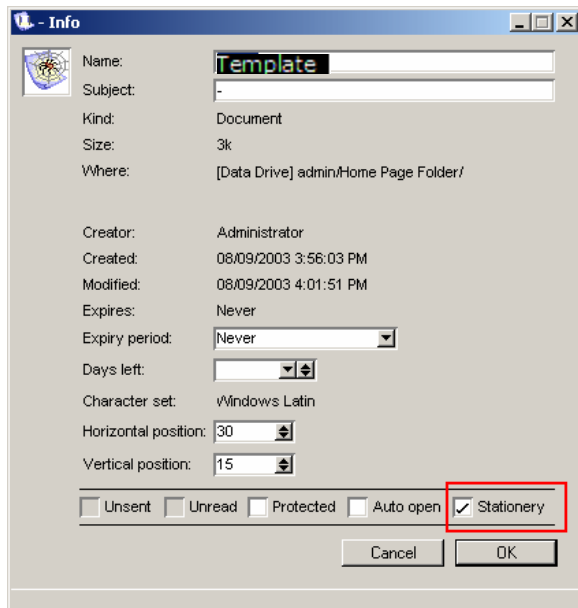 - Info
Name: Template
Subject: -
Kind: Document
Size: 3k
Where: [Data Drive] admin/Home Page Folder/
Creator: Administrator
Created: 08/09/2003 3:56:03 PM
Modified: 08/09/2003 4:01:51 PM
Expires: Never
Expiry period: Never
Days left:
Character set: Windows Latin
Horizontal position: 30
Vertical position: 15
Unsent Unread Protected Auto open Stationery
Cancel OK